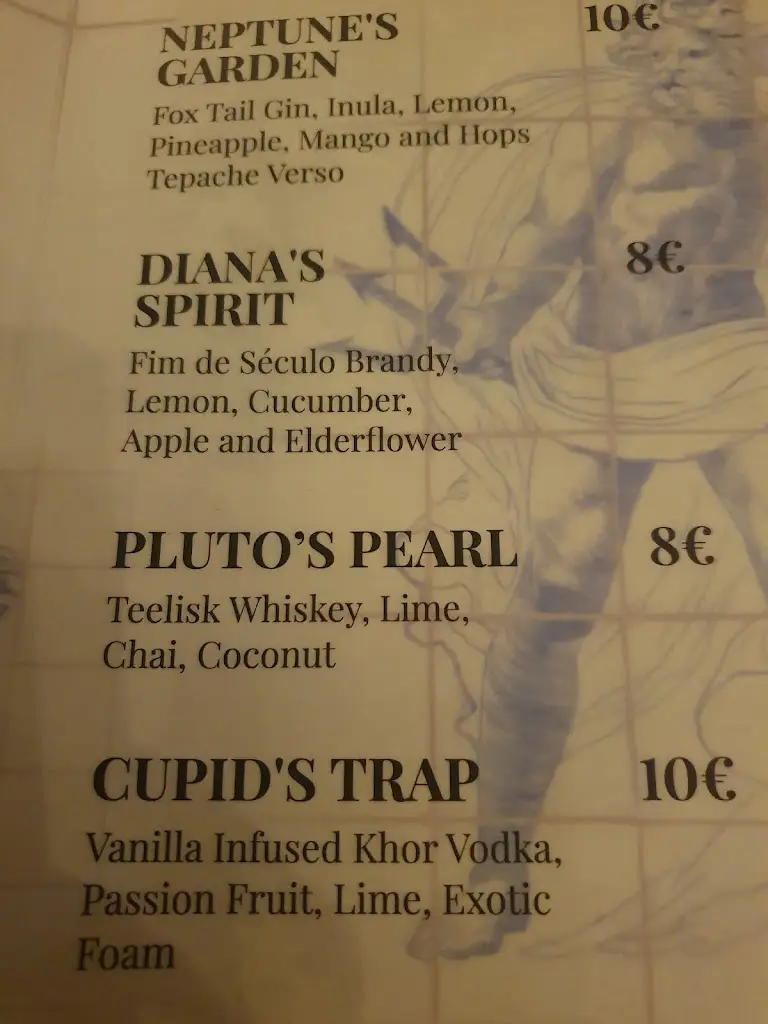 NEPTUNE'S 10€
GARDEN
Fox Tail Gin, Inula, Lemon,
Pineapple, Mango and Hops
Tepache Verso
DIANA'S 8€
SPIRIT
Fim de Século Brandy,
Lemon, Cucumber,
Apple and Elderflower
PLUTO’S PEARL 8€
Teelisk Whiskey, Lime,
Chai, Coconut
CUPID'S TRAP 10€
Vanilla Infused Khor Vodka,
Passion Fruit, Lime, Exotic
Foam